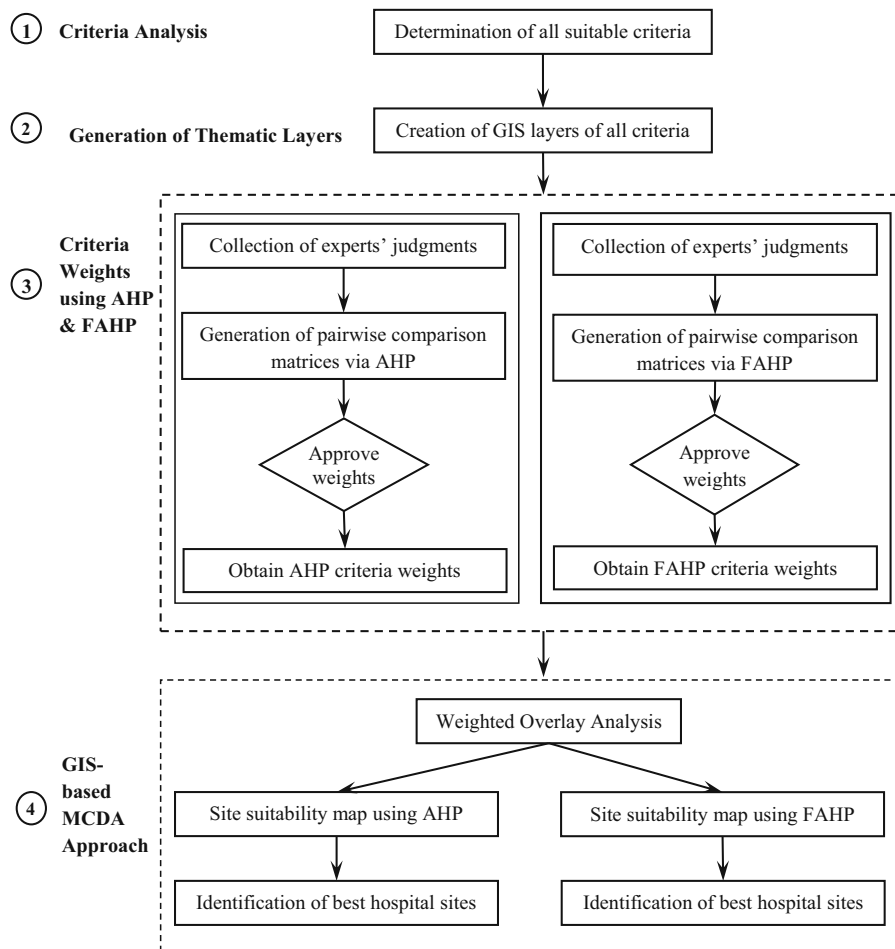 1
Criteria Analysis
Determination of all suitable criteria
2
Generation of Thematic Layers
Creation of GIS layers of all criteria
3
Criteria
Weights
using AHP
& FAHP
Collection of experts’ judgments
Generation of pairwise comparison
matrices via AHP
Approve
weights
Obtain AHP criteria weights
Collection of experts’ judgments
Generation of pairwise comparison
matrices via FAHP
Approve
weights
Obtain FAHP criteria weights
4
GIS-
based
MCDA
Approach
Weighted Overlay Analysis
Site suitability map using AHP
Site suitability map using FAHP
Identification of best hospital sites
Identification of best hospital sites